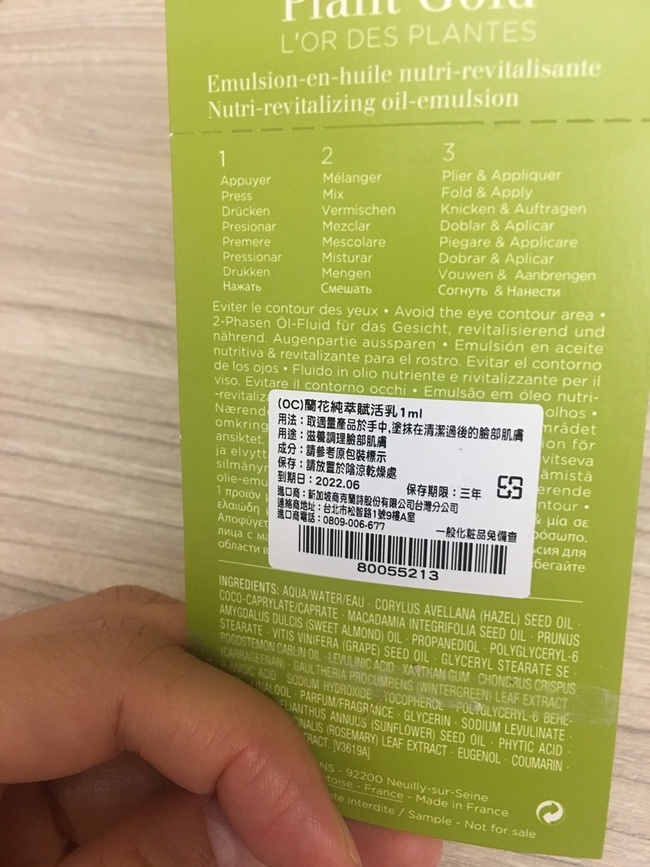 Plant Gold
L'OR DES PLANTES
Emulsion-en-huile nutri-revitalisante
Nutri-revitalizing oil-emulsion
1
Appuyer
Press
Drücken
Presionar
Premere
Pressionar
Drukken
Нажать
2
Mélanger
Mix
Vermischen
Mezclar
Mescolare
Misturar
Mengen
Смешать
3
Plier & Appliquer
Fold & Apply
Knicken & Auftragen
Doblar & Aplicar
Piegare & Applicare
Dobrar & Aplicar
Vouwen & Aanbrengen
Согнуть & Нанести
Eviter le contour des yeux • Avoid the eye contour area •
2-Phasen Öl-Fluid für das Gesicht, revitalisierend und
nährend. Augenpartie aussparen • Emulsión en aceite
nutritiva & revitalizante para el rostro. Evitar el contorno
de los ojos • Fluido in olio nutriente e rivitalizzante per il
viso. Evitare il contorno occhi • Emulsão em óleo nutri-
(OC)蘭花純萃賦活乳1ml
用法：取適量產品於手中,塗抹在清潔過後的臉部肌膚
用途：滋養調理臉部肌膚
成分：請參考原包裝標示
保存：請放置於陰涼乾燥處
到期日：2022.06 保存期限：三年
進口商：新加坡商克蘭詩股份有限公司台灣分公司
連絡商地址：台北市松智路1號9樓A室
進口商電話：0809-006-677
一般化粧品免備查
80055213
INGREDIENTS: AQUA/WATER/EAU · CORYLUS AVELLANA (HAZEL) SEED OIL ·
COCO-CAPRYLATE/CAPRATE · MACADAMIA INTEGRIFOLIA SEED OIL · PRUNUS
AMYGDALUS DULCIS (SWEET ALMOND) OIL · PROPANEDIOL · POLYGLYCERYL-6
STEARATE · VITIS VINIFERA (GRAPE) SEED OIL · GLYCERYL STEARATE SE ·
POGOSTEMON CABLIN OIL · LEVULINIC ACID · XANTHAN GUM · CHONDRUS CRISPUS
(CARRAGEENAN) · GAULTHERIA PROCUMBENS (WINTERGREEN) LEAF EXTRACT
ACID · SODIUM HYDROXIDE · TOCOPHEROL · POLYGLYCERYL-6 BEHE-
LINALOOL · PARFUM/FRAGRANCE · GLYCERIN · SODIUM LEVULINATE ·
HELIANTHUS ANNUUS (SUNFLOWER) SEED OIL · PHYTIC ACID ·
(ROSEMARY) LEAF EXTRACT · EUGENOL · COUMARIN ·
[V3619A]
- 92200 Neuilly-sur-Seine
- France - Made in France
interdite / Sample - Not for sale